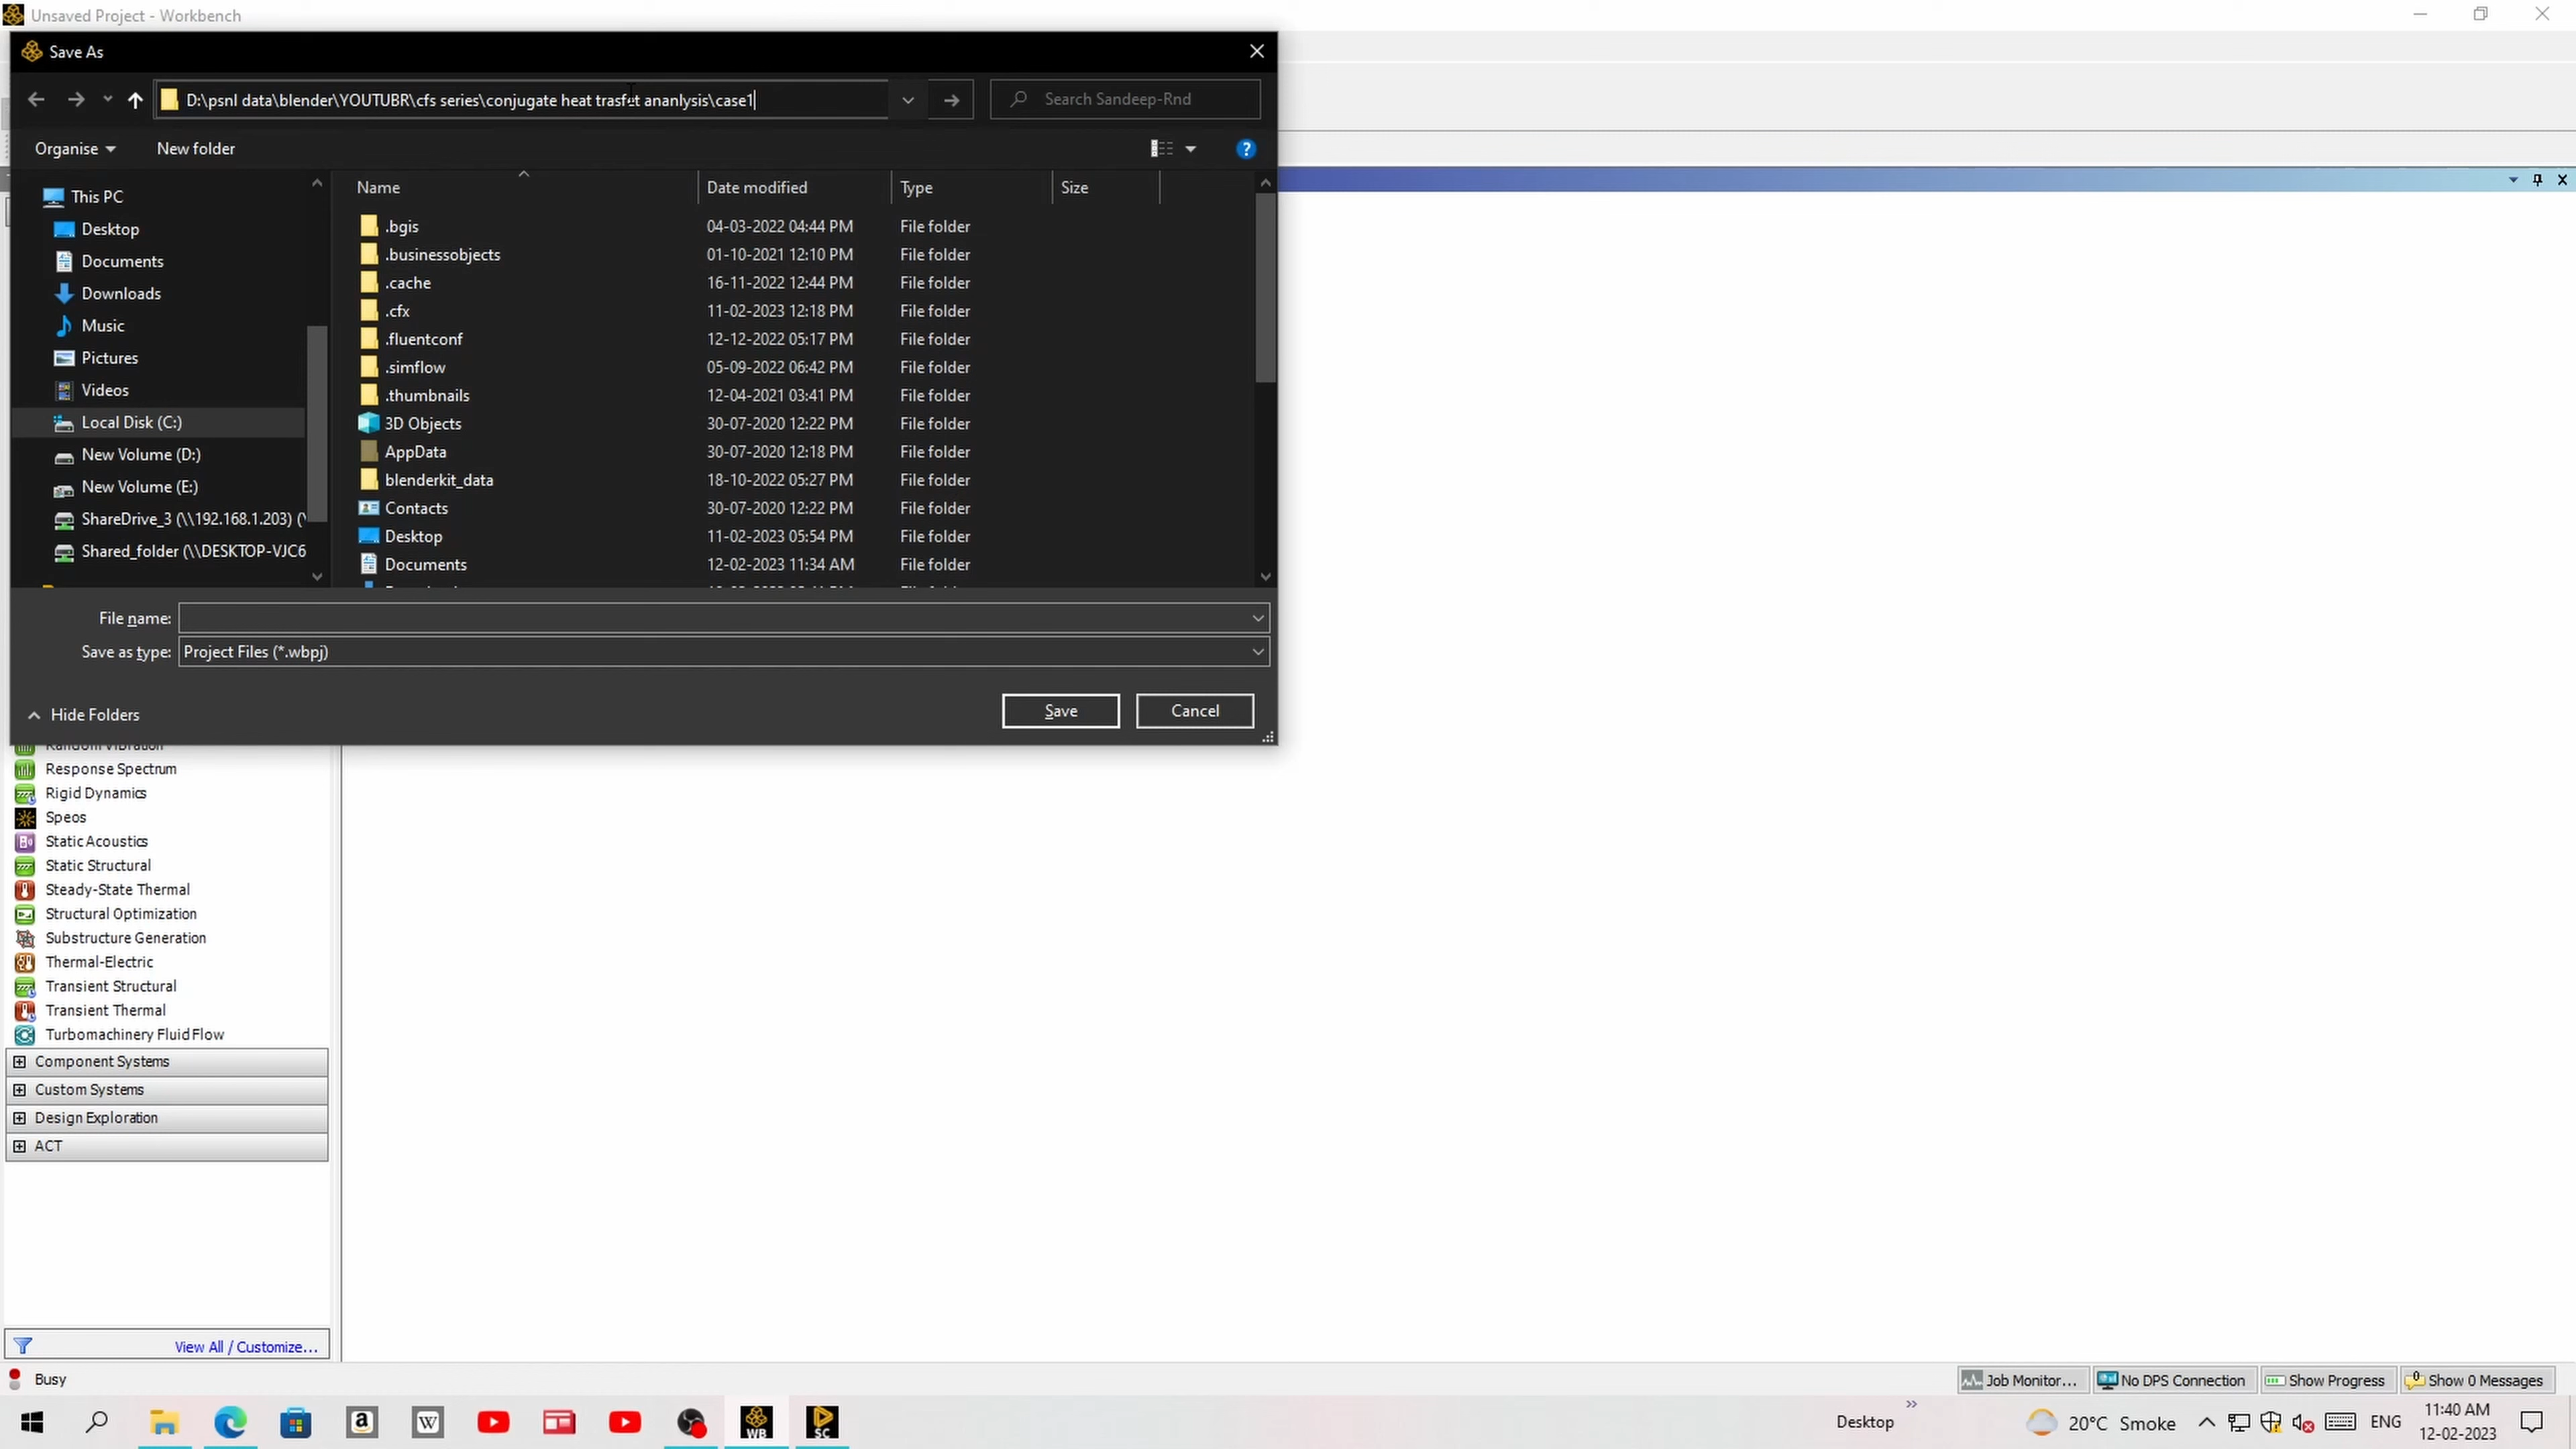 Unsaved Project - Workbench
Save As
D:\psnl data\blender\YOUTUBR\cfs series\conjugate heat trasfet ananlysis\case1
Search Sandeep-Rnd
Organise
New folder
Name Date modified Type Size
This PC
Desktop
Documents
Downloads
Music
Pictures
Videos
Local Disk (C:)
New Volume (D:)
New Volume (E:)
ShareDrive_3 (\\192.168.1.203) (
Shared_folder (\\DESKTOP-VJC6
.bgis 04-03-2022 04:44 PM File folder
.businessobjects 01-10-2021 12:10 PM File folder
.cache 16-11-2022 12:44 PM File folder
.cfx 11-02-2023 12:18 PM File folder
.fluentconf 12-12-2022 05:17 PM File folder
.simflow 05-09-2022 06:42 PM File folder
.thumbnails 12-04-2021 03:41 PM File folder
3D Objects 30-07-2020 12:22 PM File folder
AppData 30-07-2020 12:18 PM File folder
blenderkit_data 18-10-2022 05:27 PM File folder
Contacts 30-07-2020 12:22 PM File folder
Desktop 11-02-2023 05:54 PM File folder
Documents 12-02-2023 11:34 AM File folder
File name:
Save as type: Project Files (*.wbpj)
Hide Folders
Save
Cancel
Random Vibration
Response Spectrum
Rigid Dynamics
Speos
Static Acoustics
Static Structural
Steady-State Thermal
Structural Optimization
Substructure Generation
Thermal-Electric
Transient Structural
Transient Thermal
Turbomachinery Fluid Flow
Component Systems
Custom Systems
Design Exploration
ACT
View All / Customize...
Busy
Job Monitor...
No DPS Connection
Show Progress
Show 0 Messages
Desktop
20°C Smoke
ENG
11:40 AM
12-02-2023